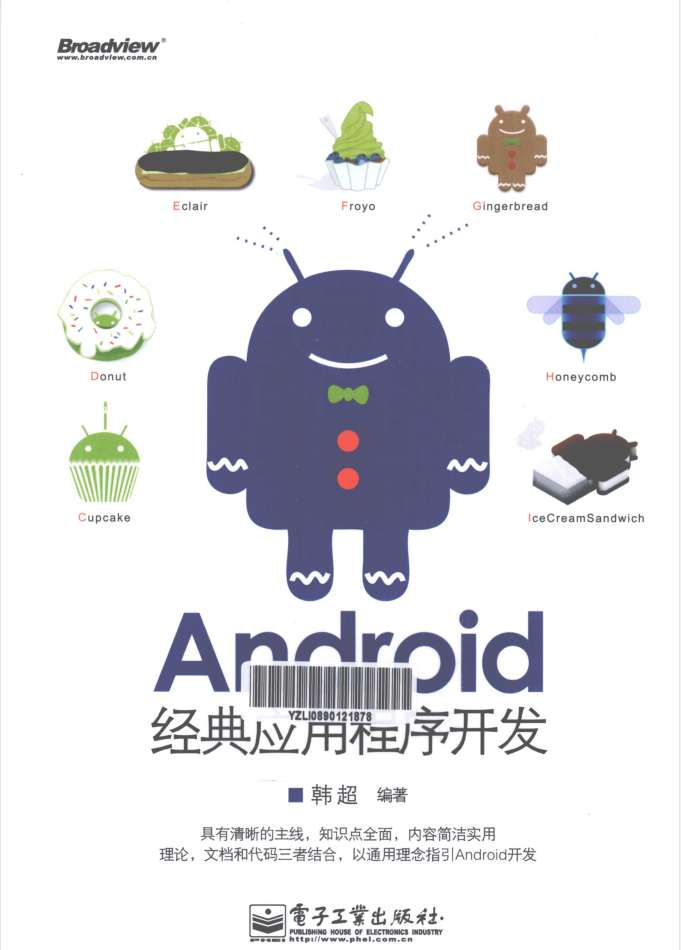 Broadview®
www.broadview.com.cn
Eclair
Froyo
Gingerbread
Donut
Honeycomb
Cupcake
IceCreamSandwich
Android
YZLI0890121878
经典应用程序开发
韩超 编著
具有清晰的主线，知识点全面，内容简洁实用
理论，文档和代码三者结合，以通用理念指引Android开发
電子工業出版社·
PUBLISHING HOUSE OF ELECTRONICS INDUSTRY
PHEI http://www.phei.com.cn